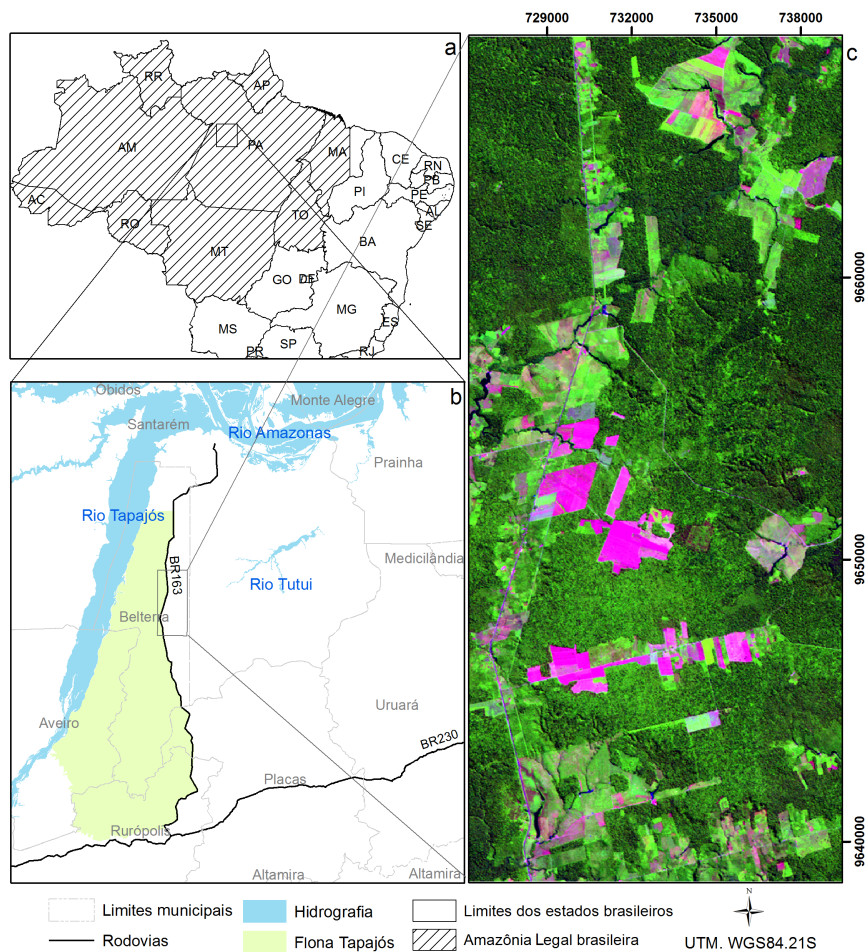 729000 732000 735000 738000
a
RR
AP
AM
PA
MA
CE
RN
PB
PE
AL
SE
PI
AC
RO
TO
BA
MT
GO
DF
MG
ES
MS
SP
PR
RJ
b
Óbidos
Monte Alegre
Santarém
Rio Amazonas
Prainha
Rio Tapajós
BR163
Medicilândia
Rio Tutui
Belterra
Uruará
Aveiro
BR230
Placas
Rurópolis
Altamira
Altamira
c
9660000
9650000
9640000
Limites municipais
Hidrografia
Limites dos estados brasileiros
Rodovias
Flona Tapajós
Amazônia Legal brasileira
N
UTM. WGS84.21S